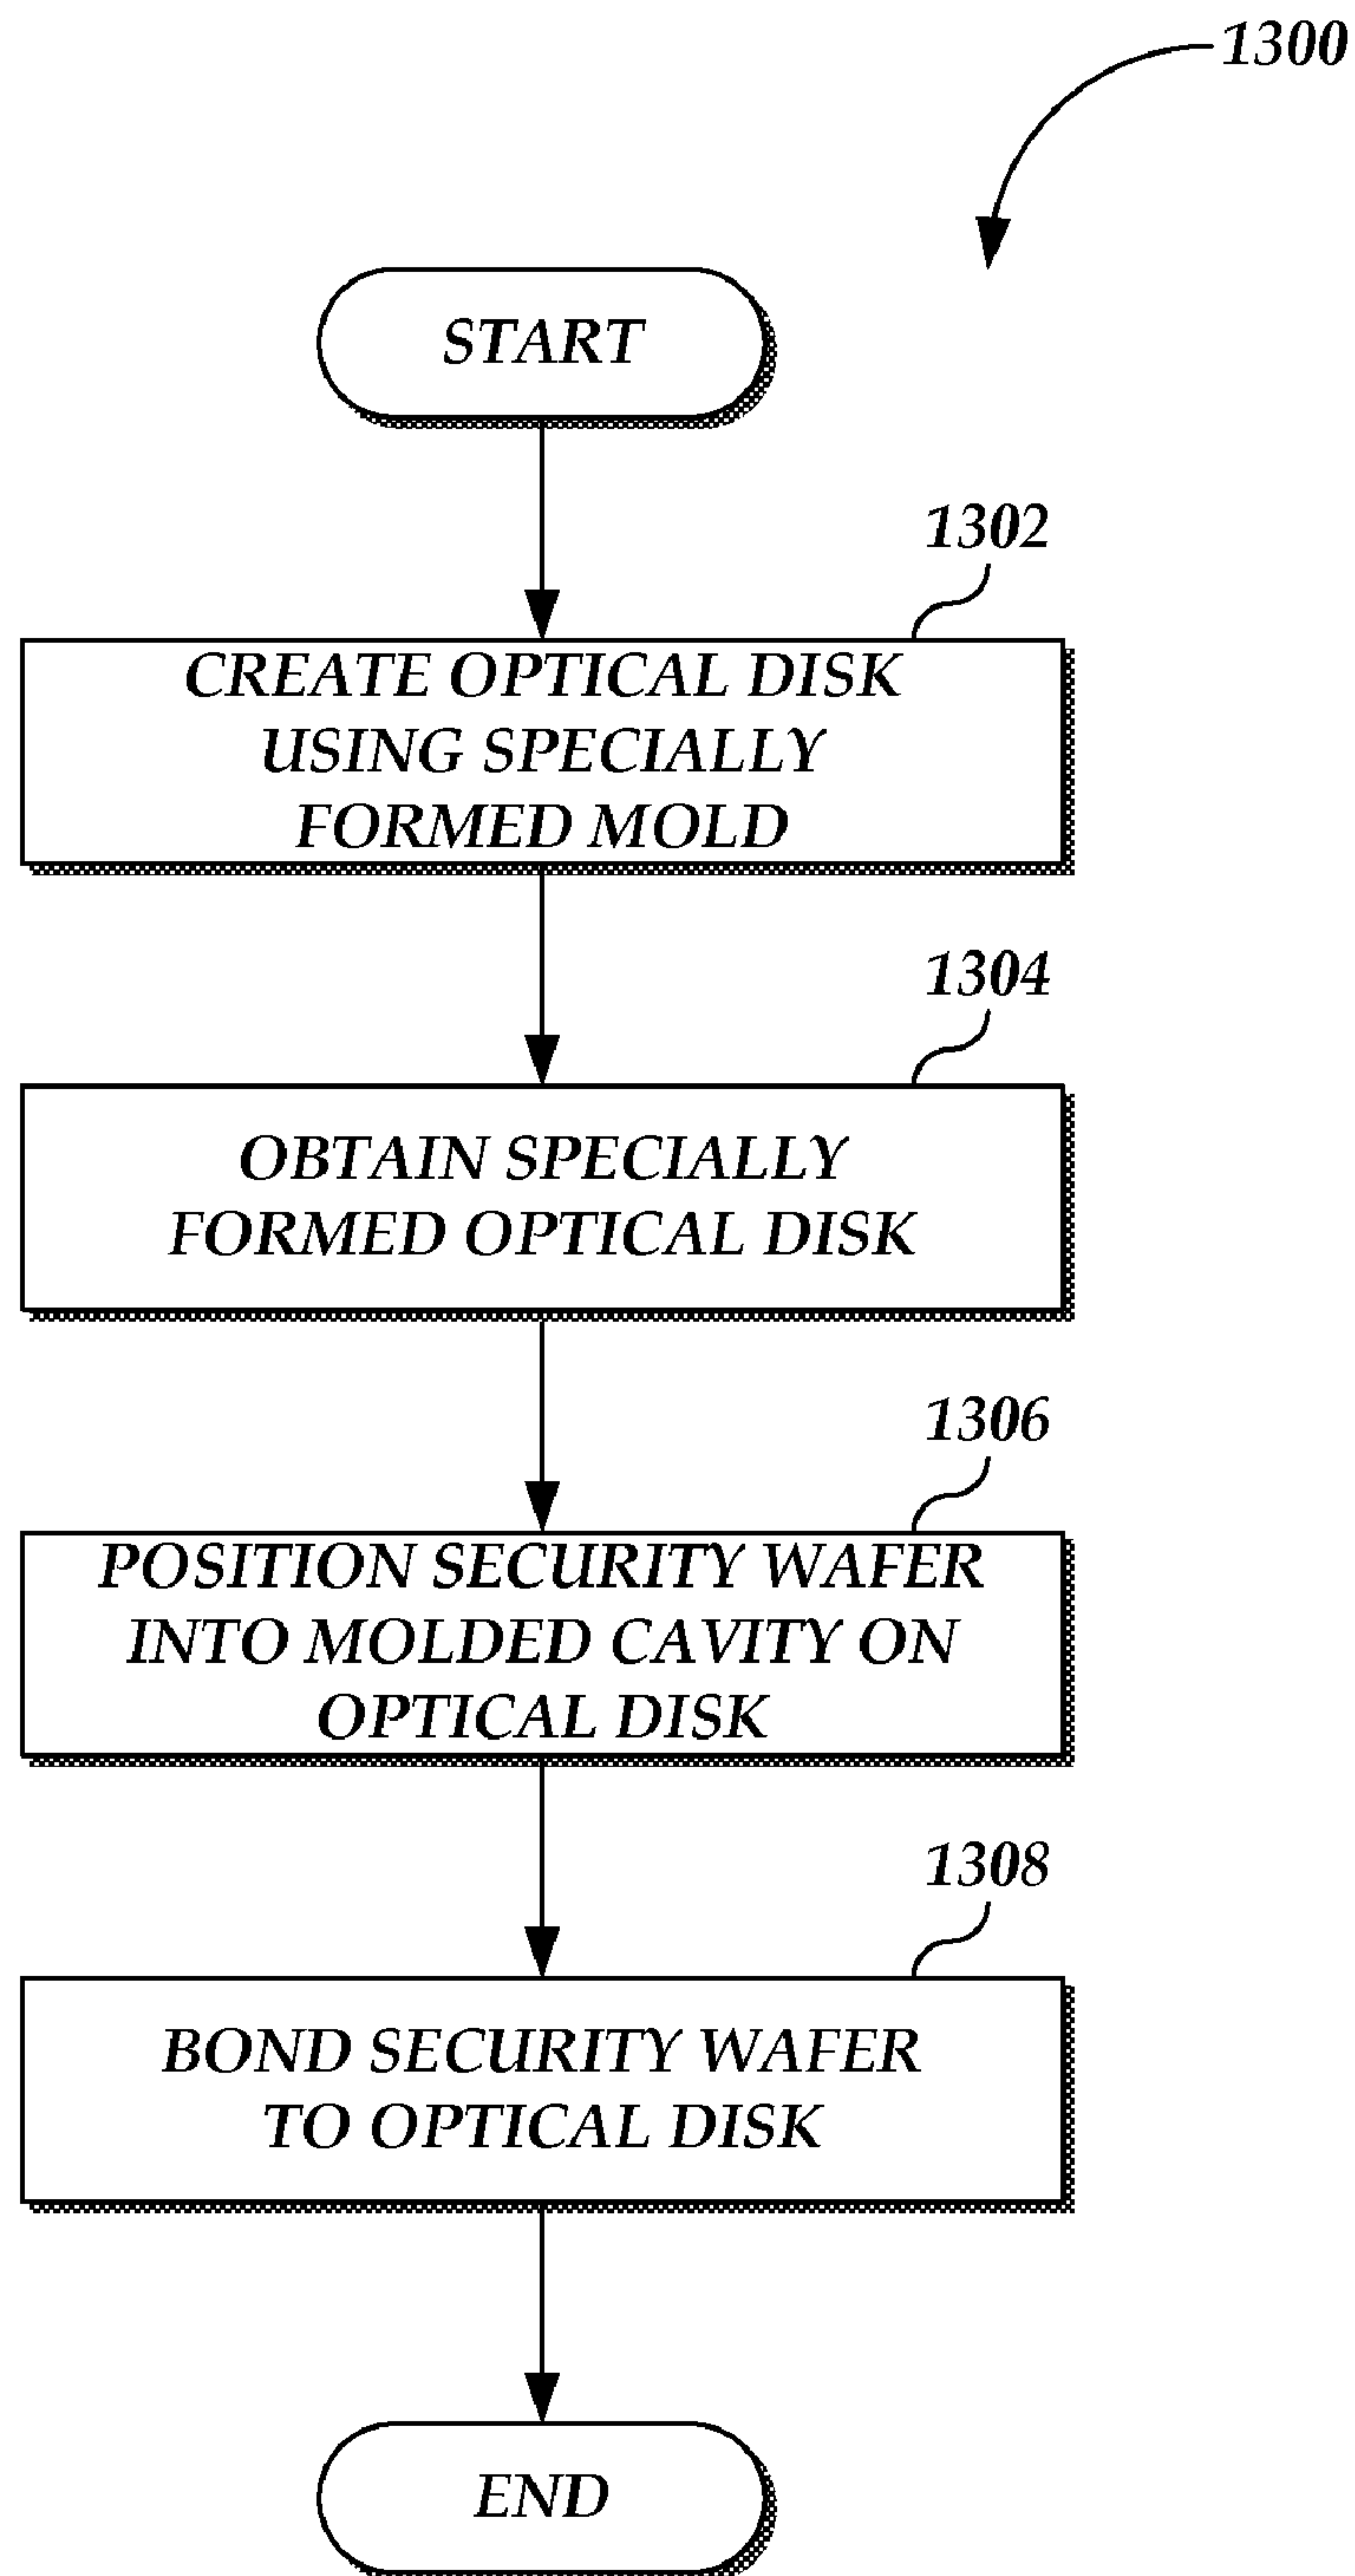 1300
START
1302
CREATE OPTICAL DISK
USING SPECIALLY
FORMED MOLD
1304
OBTAIN SPECIALLY
FORMED OPTICAL DISK
1306
POSITION SECURITY WAFER
INTO MOLDED CAVITY ON
OPTICAL DISK
1308
BOND SECURITY WAFER
TO OPTICAL DISK
END